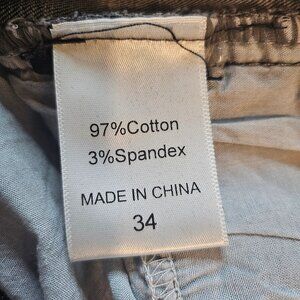 97%Cotton
3%Spandex
MADE IN CHINA
34